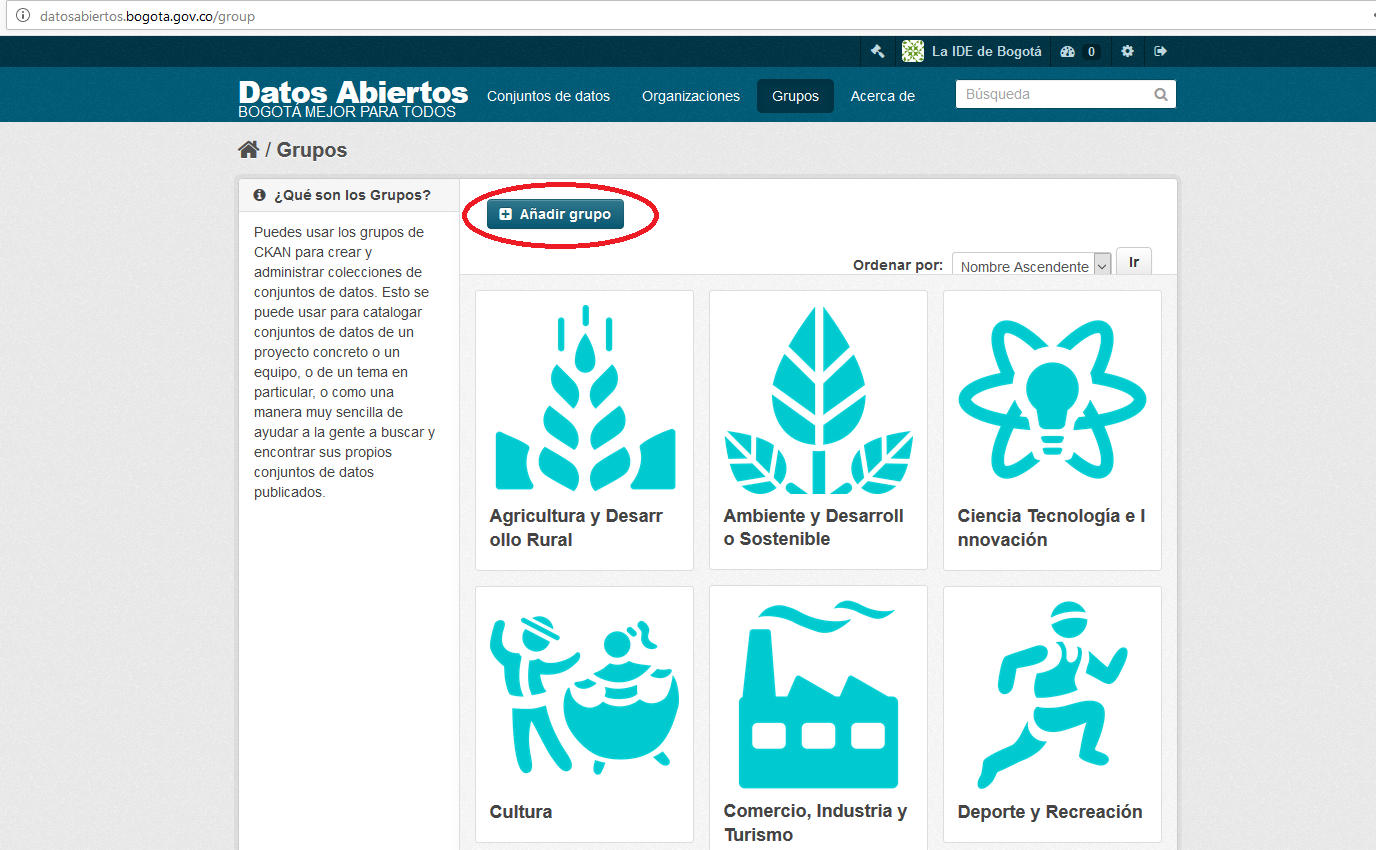 datosabiertos.bogota.gov.co/group
La IDE de Bogotá
0
Datos Abiertos
BOGOTÁ MEJOR PARA TODOS
Conjuntos de datos
Organizaciones
Grupos
Acerca de
Búsqueda
/ Grupos
¿Qué son los Grupos?
Puedes usar los grupos de
CKAN para crear y
administrar colecciones de
conjuntos de datos. Esto se
puede usar para catalogar
conjuntos de datos de un
proyecto concreto o un
equipo, o de un tema en
particular, o como una
manera muy sencilla de
ayudar a la gente a buscar y
encontrar sus propios
conjuntos de datos
publicados.
Añadir grupo
Ordenar por:
Nombre Ascendente
Ir
Agricultura y Desarr
ollo Rural
Ambiente y Desarroll
o Sostenible
Ciencia Tecnología e I
nnovación
Cultura
Comercio, Industria y
Turismo
Deporte y Recreación